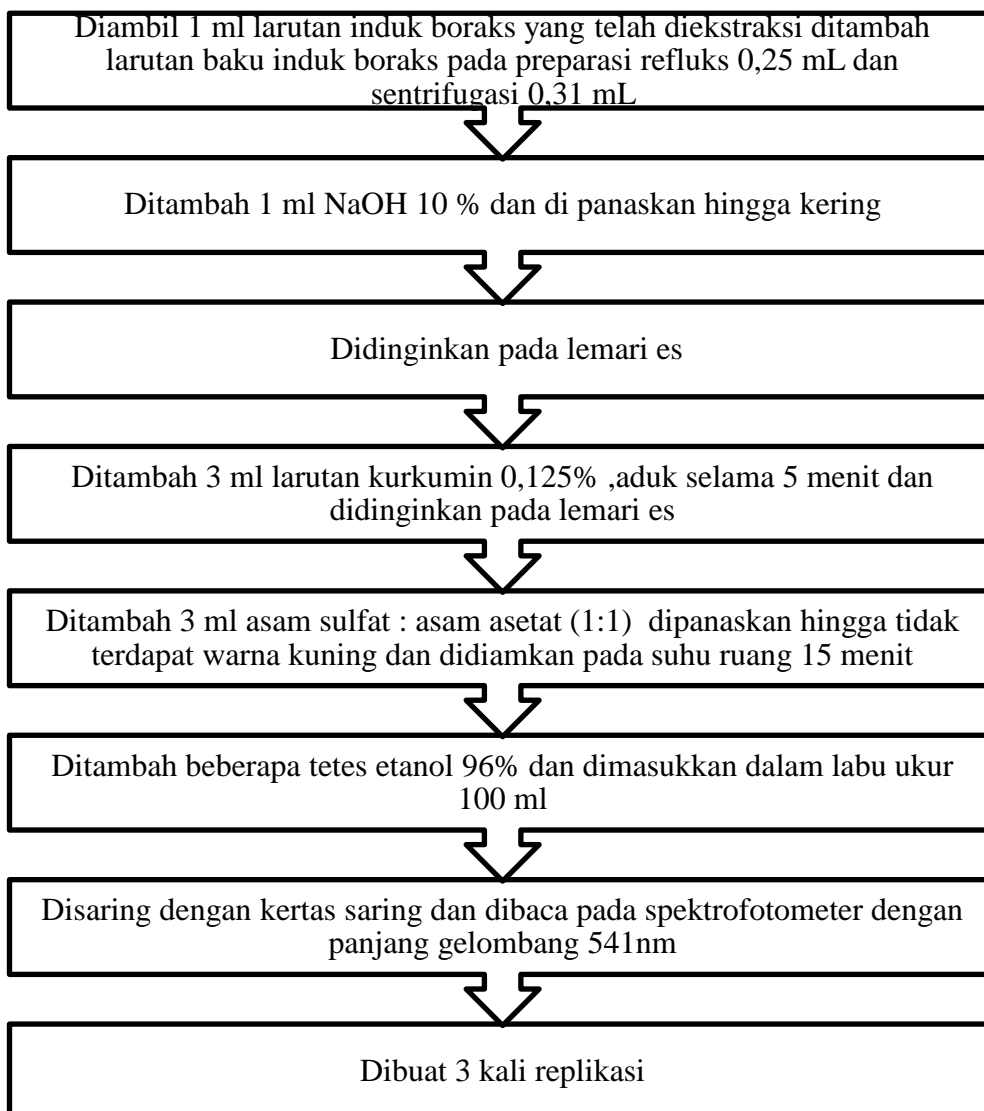 Diambil 1 ml larutan induk boraks yang telah diekstraksi ditambah
larutan baku induk boraks pada preparasi refluks 0,25 mL dan
sentrifugasi 0,31 mL
Ditambah 1 ml NaOH 10 % dan di panaskan hingga kering
Didinginkan pada lemari es
Ditambah 3 ml larutan kurkumin 0,125% ,aduk selama 5 menit dan
didinginkan pada lemari es
Ditambah 3 ml asam sulfat : asam asetat (1:1) dipanaskan hingga tidak
terdapat warna kuning dan didiamkan pada suhu ruang 15 menit
Ditambah beberapa tetes etanol 96% dan dimasukkan dalam labu ukur
100 ml
Disaring dengan kertas saring dan dibaca pada spektrofotometer dengan
panjang gelombang 541nm
Dibuat 3 kali replikasi